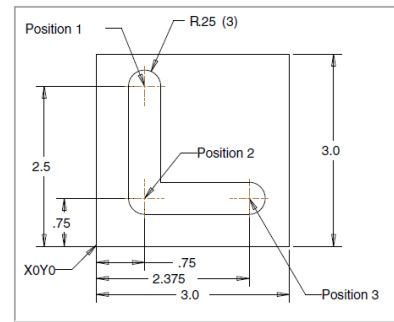 Position 1
R.25 (3)
2.5
Position 2
3.0
.75
X0Y0
.75
2.375
3.0
Position 3